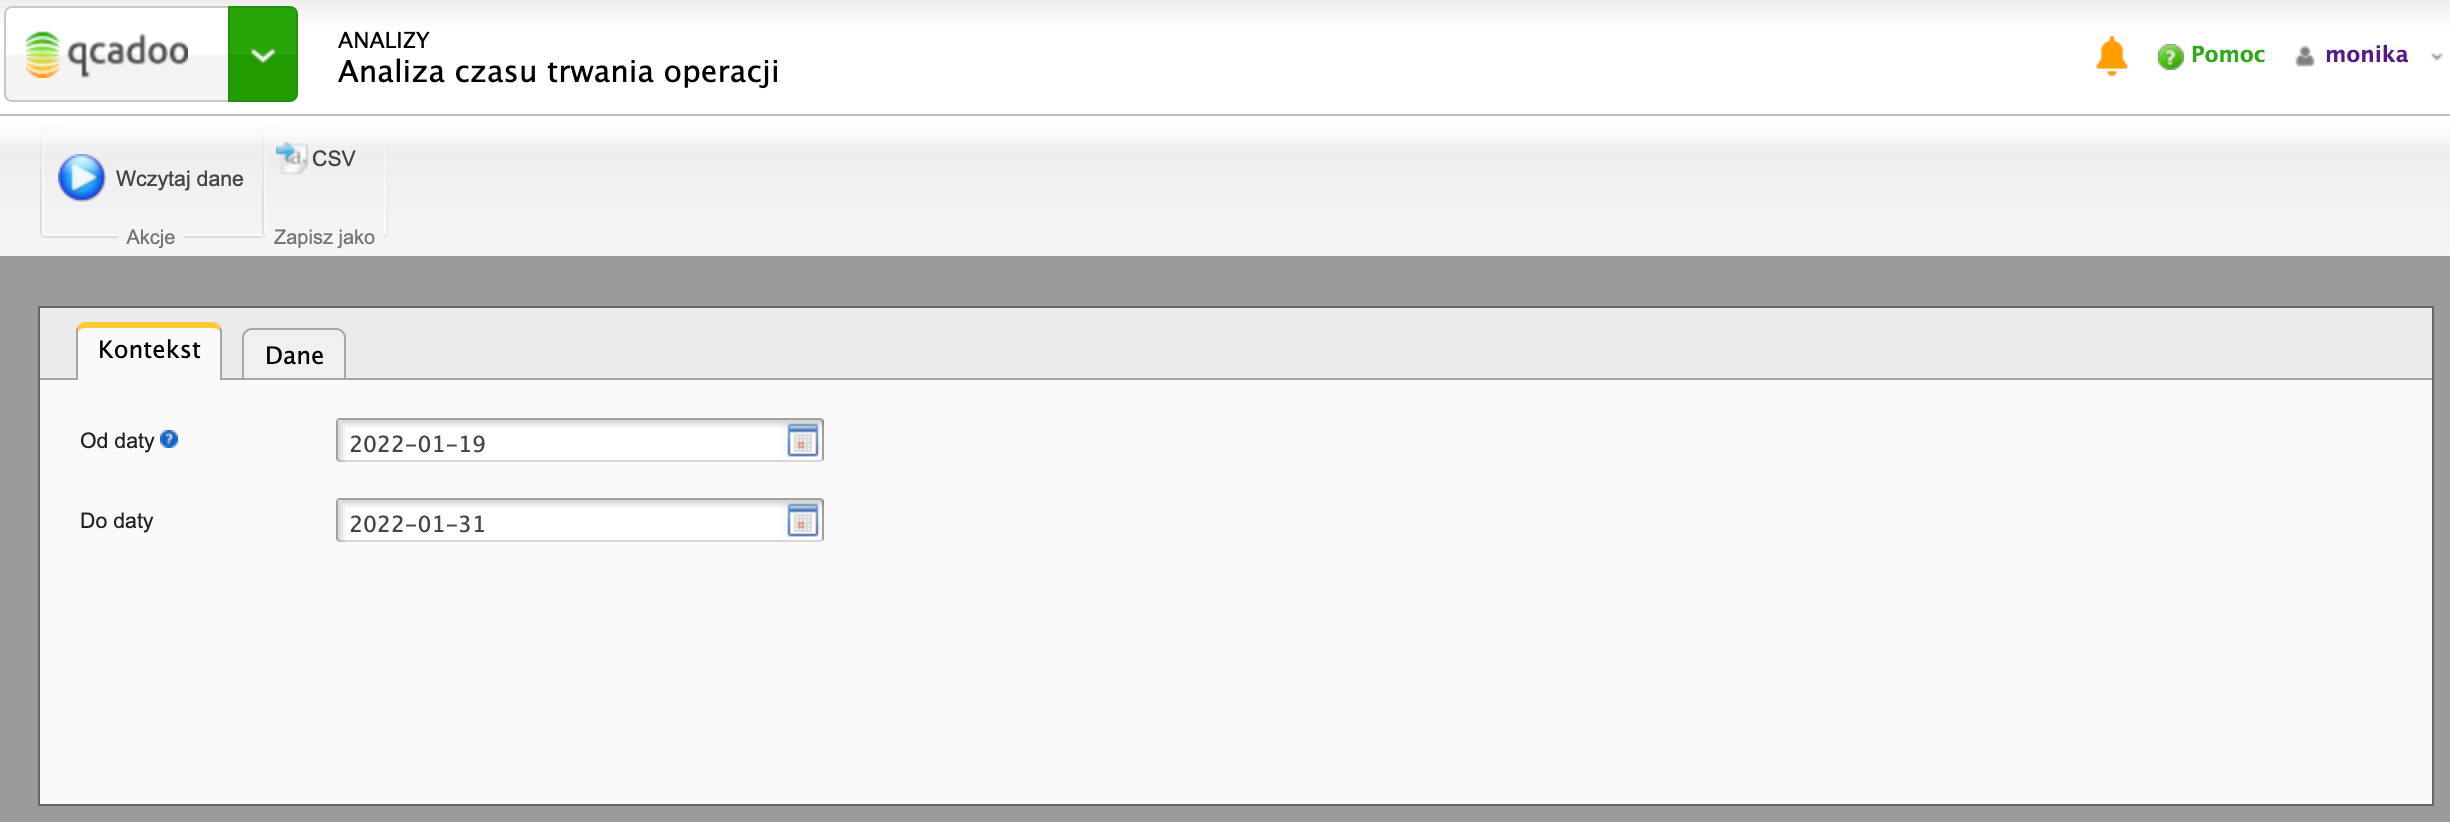 qcadoo
ANALIZY
Analiza czasu trwania operacji
Pomoc
monika
Wczytaj dane
CSV
Akcje
Zapisz jako
Kontekst
Dane
Od daty
2022-01-19
Do daty
2022-01-31